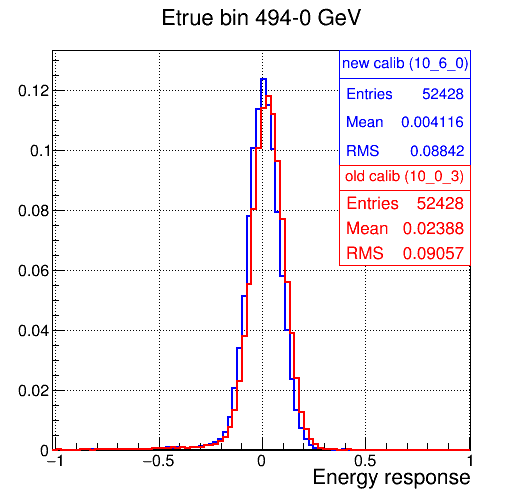 Etrue bin 494-0 GeV
new calib (10_6_0)
Entries 52428
Mean 0.004116
RMS 0.08842
old calib (10_0_3)
Entries 52428
Mean 0.02388
RMS 0.09057
0.12
0.1
0.08
0.06
0.04
0.02
0
−1 −0.5 0 0.5 1
Energy response